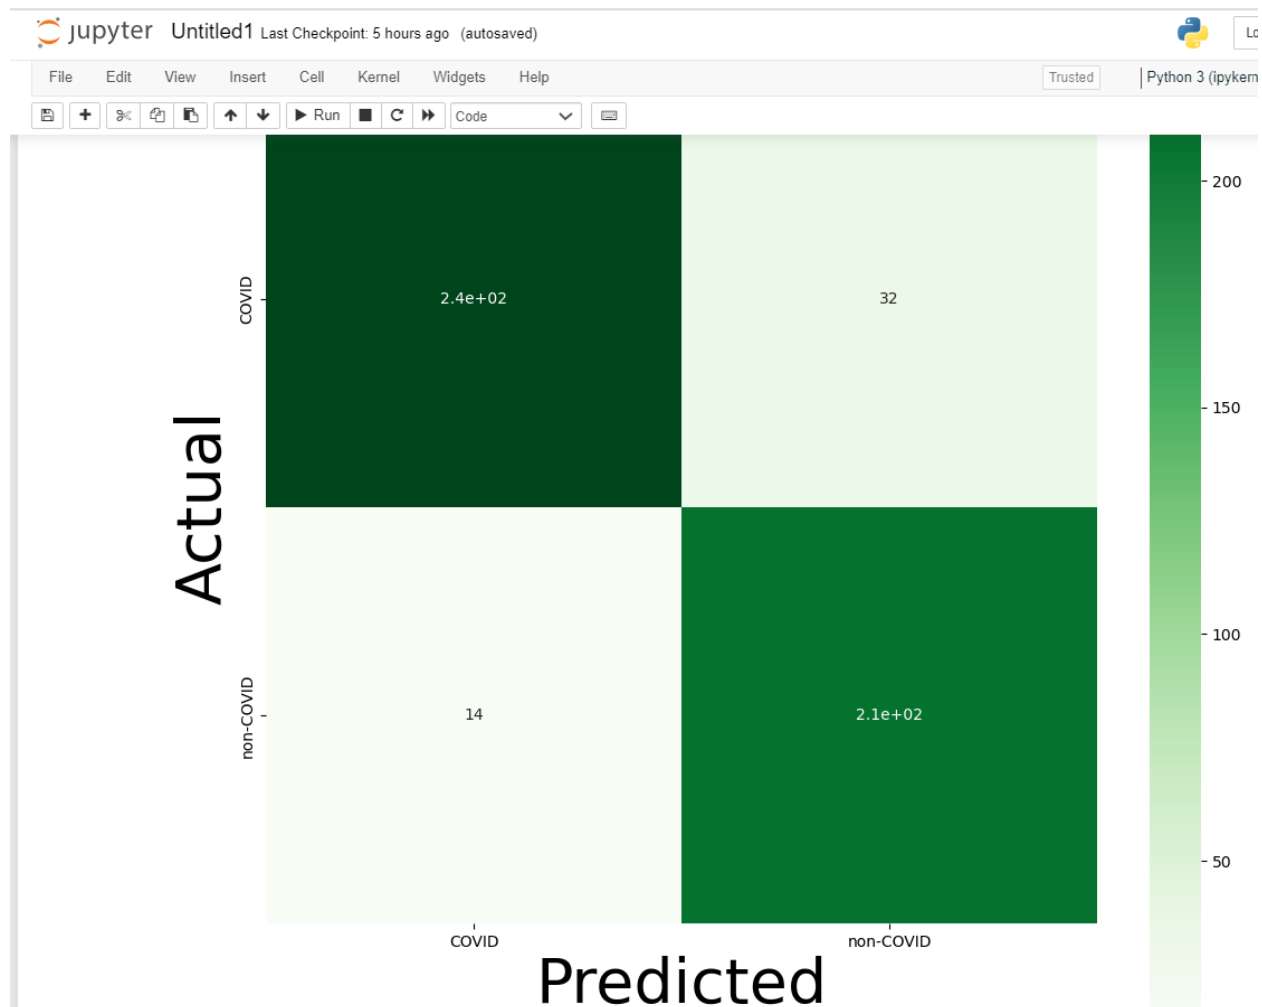 jupyter Untitled1 Last Checkpoint: 5 hours ago (autosaved)
File Edit View Insert Cell Kernel Widgets Help Trusted Python 3 (ipykern
Run Code
200
COVID 2.4e+02 32
150
Actual
100
non-COVID 14 2.1e+02
50
COVID non-COVID
Predicted